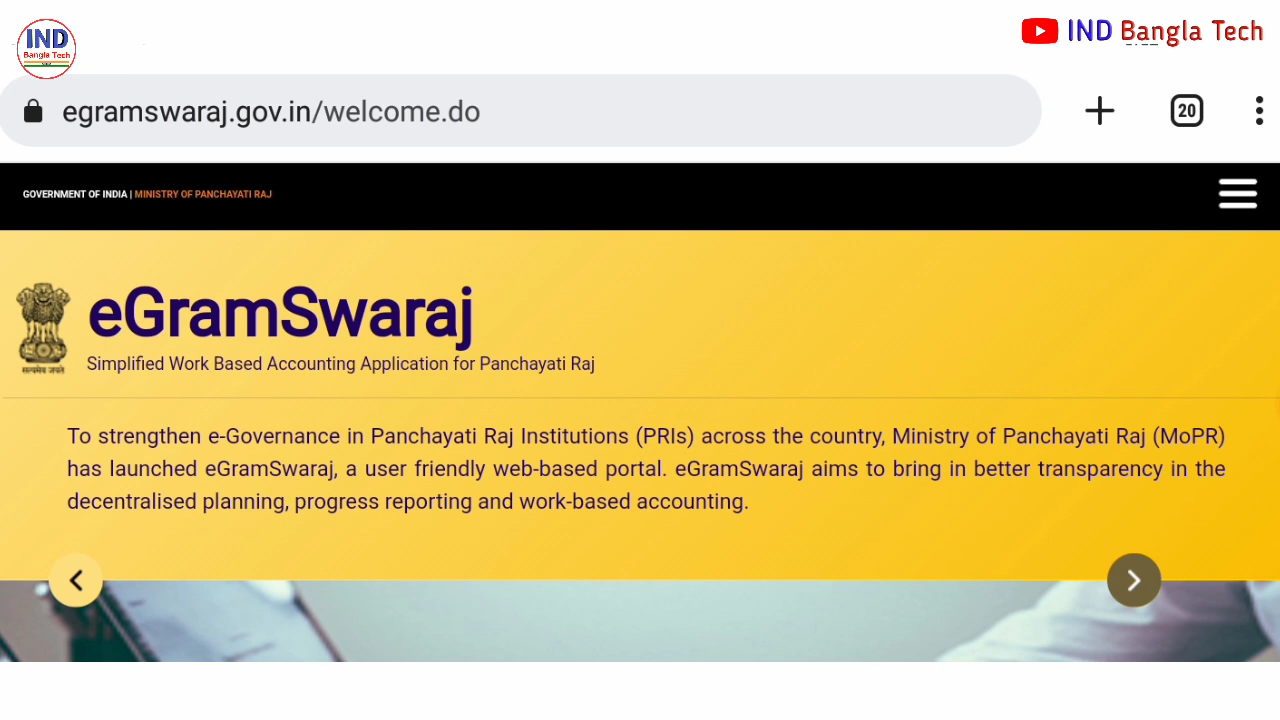 IND
Bangla Tech
IND Bangla Tech
egramswaraj.gov.in/welcome.do
20
GOVERNMENT OF INDIA | MINISTRY OF PANCHAYATI RAJ
eGramSwaraj
सत्यमेव जयते
Simplified Work Based Accounting Application for Panchayati Raj
To strengthen e-Governance in Panchayati Raj Institutions (PRIs) across the country, Ministry of Panchayati Raj (MoPR)
has launched eGramSwaraj, a user friendly web-based portal. eGramSwaraj aims to bring in better transparency in the
decentralised planning, progress reporting and work-based accounting.